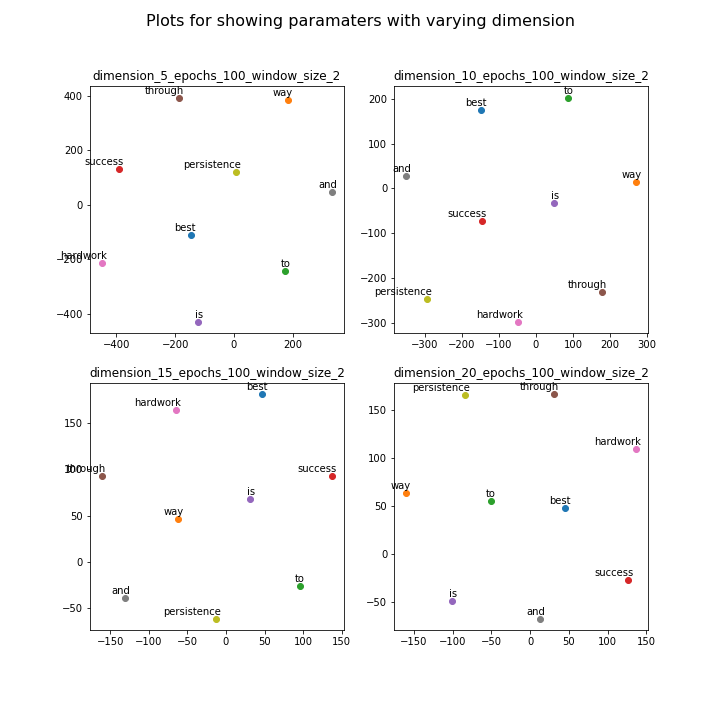 Plots for showing paramaters with varying dimension
dimension_5_epochs_100_window_size_2
through
way
success
persistence
and
best
hardwork
to
is
400
200
0
−200
−400
−400
−200
0
200
dimension_10_epochs_100_window_size_2
to
best
and
way
is
success
through
persistence
hardwork
200
100
0
−100
−200
−300
−300
−200
−100
0
100
200
300
dimension_15_epochs_100_window_size_2
best
hardwork
through
success
is
way
to
and
persistence
150
100
50
0
−50
−150
−100
−50
0
50
100
150
dimension_20_epochs_100_window_size_2
persistence
through
hardwork
way
to
best
success
is
and
150
100
50
0
−50
−150
−100
−50
0
50
100
150